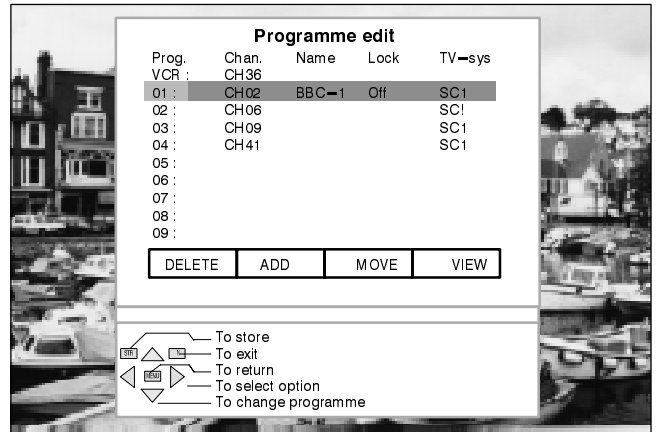 Programme edit
Prog. Chan. Name Lock TV-sys
VCR : CH36
01 : CH02 BBC-1 Off SC1
02 : CH06 SC!
03 : CH09 SC1
04 : CH41 SC1
05 :
06 :
07 :
08 :
09 :
DELETE ADD MOVE VIEW
To store
STR To exit
MENU To return
To select option
To change programme